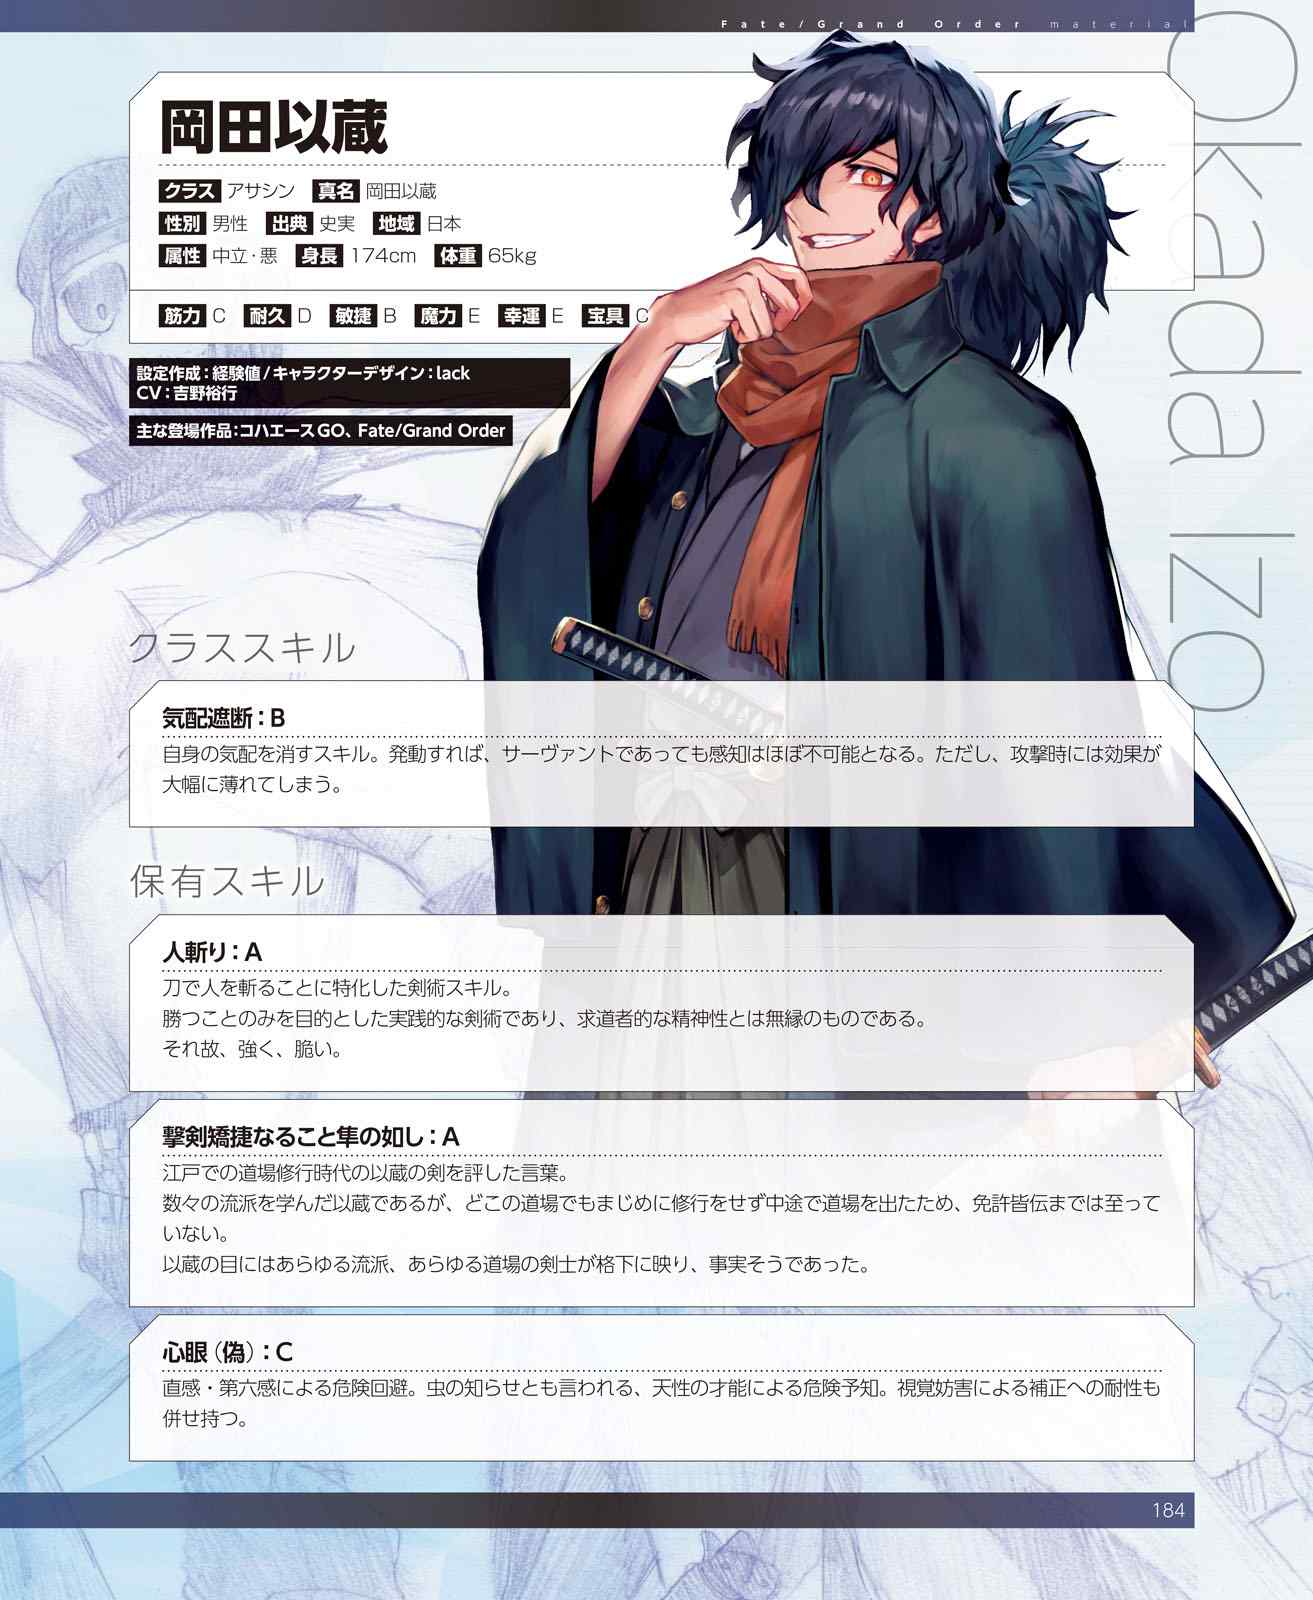 Fate/Grand Order material
Okada Izo
岡田以蔵
クラス アサシン 真名 岡田以蔵
性別 男性 出典 史実 地域 日本
属性 中立・悪 身長 174cm 体重 65kg
筋力 C 耐久 D 敏捷 B 魔力 E 幸運 E 宝具 C
設定作成：経験値/キャラクターデザイン：lack
CV：吉野裕行
主な登場作品：コハエースGO、Fate/Grand Order
クラススキル
気配遮断：B
自身の気配を消すスキル。発動すれば、サーヴァントであっても感知はほぼ不可能となる。ただし、攻撃時には効果が
大幅に薄れてしまう。
保有スキル
人斬り：A
刀で人を斬ることに特化した剣術スキル。
勝つことのみを目的とした実践的な剣術であり、求道者的な精神性とは無縁のものである。
それ故、強く、脆い。
撃剣矯捷なること隼の如し：A
江戸での道場修行時代の以蔵の剣を評した言葉。
数々の流派を学んだ以蔵であるが、どこの道場でもまじめに修行をせず中途で道場を出たため、免許皆伝までは至って
いない。
以蔵の目にはあらゆる流派、あらゆる道場の剣士が格下に映り、事実そうであった。
心眼（偽）：C
直感・第六感による危険回避。虫の知らせとも言われる、天性の才能による危険予知。視覚妨害による補正への耐性も
併せ持つ。
184